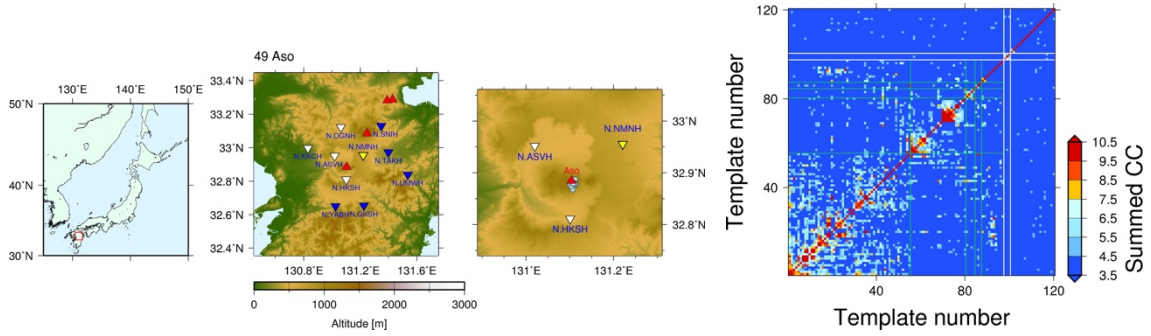 130°E 140°E 150°E
50°N
40°N
30°N
49 Aso
33.4˚N
33.2˚N
33˚N
32.8˚N
32.6˚N
32.4˚N
N.OGNH
N.SNIH
N.KKCH
N.NMNH
N.ASVH
N.TAKH
N.HKSH
N.UMWH
N.YABH
N.GKSH
130.8˚E 131.2˚E 131.6˚E
0 1000 2000 3000
Altitude [m]
N.NMNH
N.ASVH
Aso
N.HKSH
33˚N
32.9˚N
32.8˚N
131˚E 131.2˚E
120
80
40
Template number
40 80 120
Template number
10.5
9.5
8.5
7.5
6.5
5.5
4.5
3.5
Summed CC